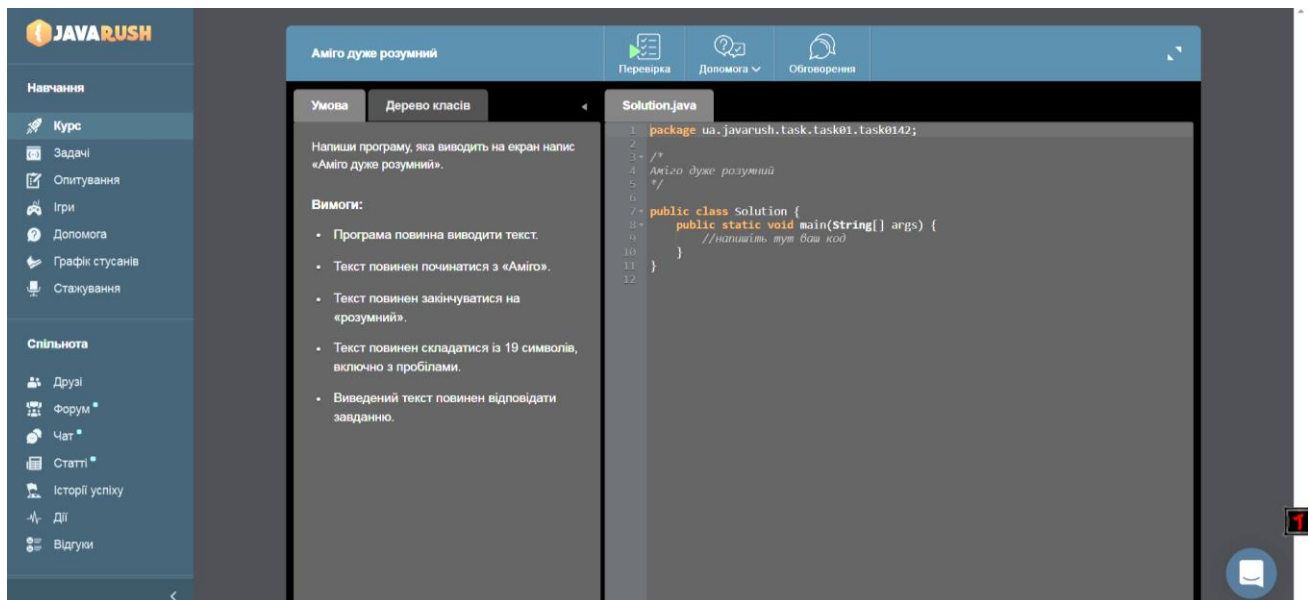 JAVARUSH
Навчання
Курс
Задачі
Опитування
Ігри
Допомога
Графік стусанів
Стажування
Спільнота
Друзі
Форум
Чат
Статті
Історії успіху
Дії
Відгуки
Аміго дуже розумний
Перевірка
Допомога
Обговорення
Умова
Дерево класів
Напиши програму, яка виводить на екран напис
«Аміго дуже розумний».
Вимоги:
• Програма повинна виводити текст.
• Текст повинен починатися з «Аміго».
• Текст повинен закінчуватися на
«розумний».
• Текст повинен складатися із 19 символів,
включно з пробілами.
• Виведений текст повинен відповідати
завданню.
Solution.java
1 package ua.javarush.task.task01.task0142;
2
3 /*
4 Аміго дуже розумний
5 */
6
7 public class Solution {
8 public static void main(String[] args) {
9 //напишіть тут ваш код
10 }
11 }
12
1